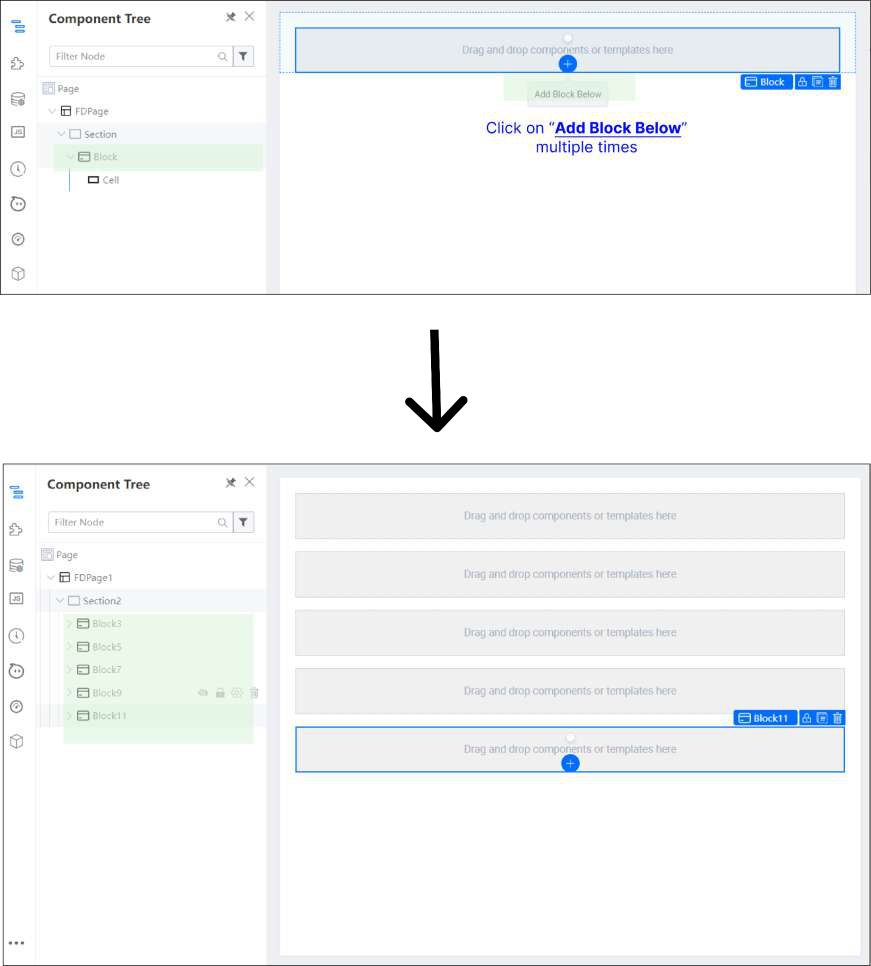 Component Tree
Filter Node
Page
FDPage
Section
Block
Cell
JS
Drag and drop components or templates here
Block
Add Block Below
Click on “Add Block Below”
multiple times
Component Tree
Filter Node
Page
FDPage1
Section2
Block3
Block5
Block7
Block9
Block11
JS
Drag and drop components or templates here
Drag and drop components or templates here
Drag and drop components or templates here
Drag and drop components or templates here
Block11
Drag and drop components or templates here